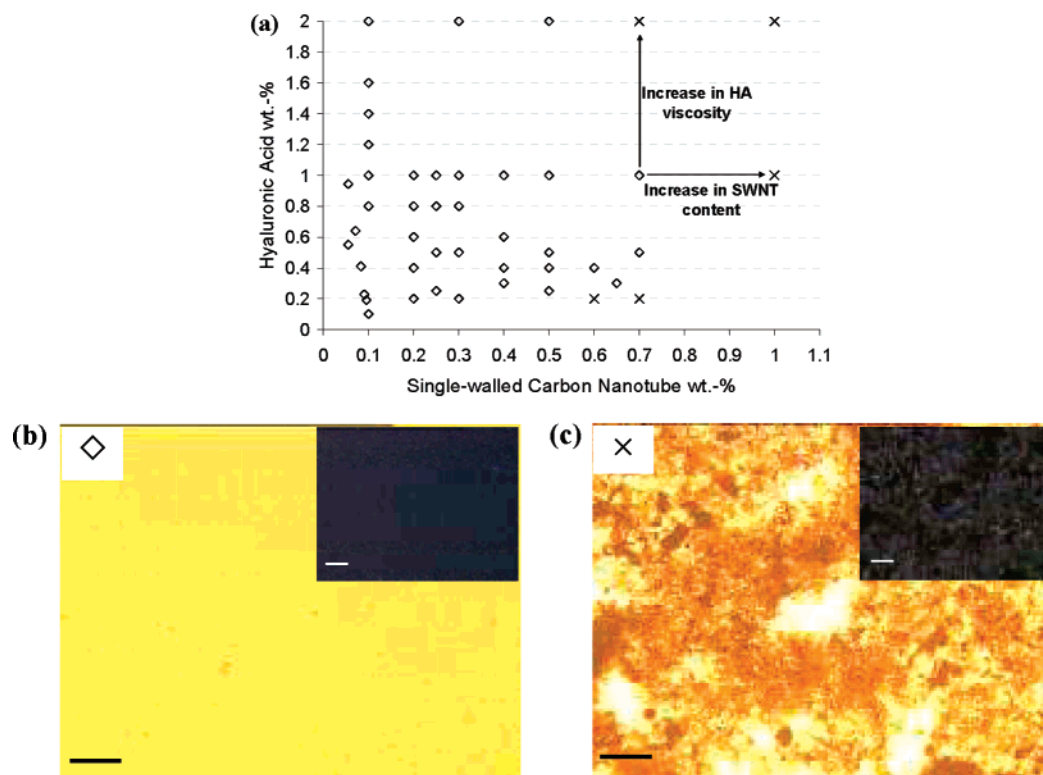 (a)
2
1.8
1.6
1.4
1.2
1
0.8
0.6
0.4
0.2
0
Hyaluronic Acid wt.-%
Increase in HA
viscosity
Increase in SWNT
content
0 0.1 0.2 0.3 0.4 0.5 0.6 0.7 0.8 0.9 1 1.1
Single-walled Carbon Nanotube wt.-%
(b)
(c)